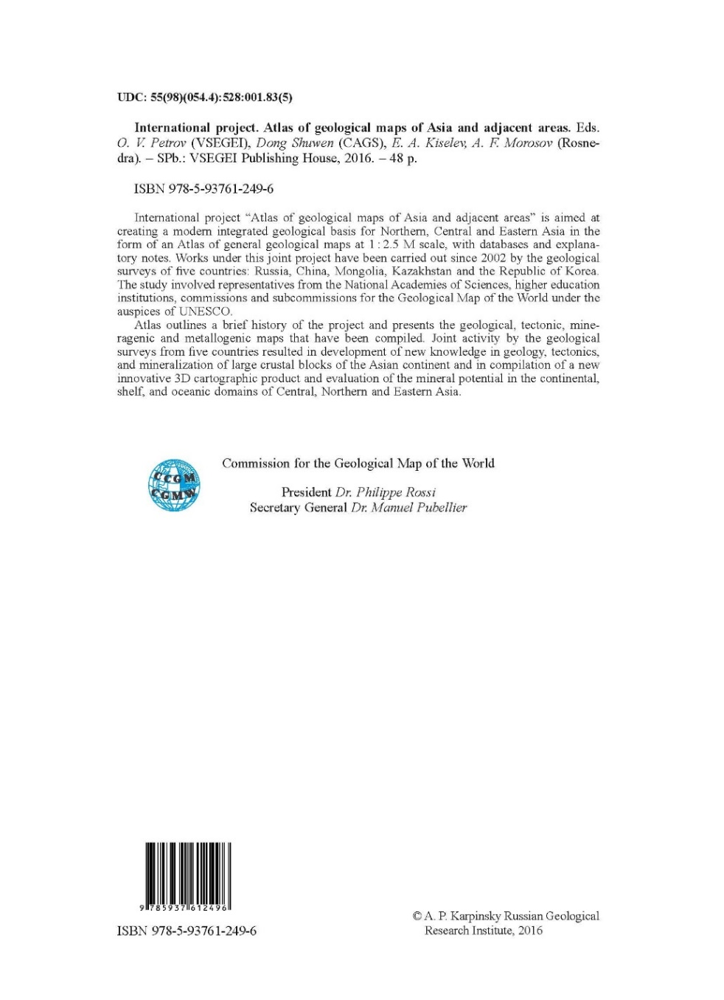 UDC: 55(98)(054.4):528:001.83(5)
International project. Atlas of geological maps of Asia and adjacent areas. Eds.
O. V. Petrov (VSEGEI), Dong Shuwen (CAGS), E. A. Kiselev, A. F. Morosov (Rosne-
dra). – SPb.: VSEGEI Publishing House, 2016. – 48 p.
ISBN 978-5-93761-249-6
International project “Atlas of geological maps of Asia and adjacent areas” is aimed at
creating a modern integrated geological basis for Northern, Central and Eastern Asia in the
form of an Atlas of general geological maps at 1 : 2.5 M scale, with databases and explana-
tory notes. Works under this joint project have been carried out since 2002 by the geological
surveys of five countries: Russia, China, Mongolia, Kazakhstan and the Republic of Korea.
The study involved representatives from the National Academies of Sciences, higher education
institutions, commissions and subcommissions for the Geological Map of the World under the
auspices of UNESCO.
Atlas outlines a brief history of the project and presents the geological, tectonic, mine-
ragenic and metallogenic maps that have been compiled. Joint activity by the geological
surveys from five countries resulted in development of new knowledge in geology, tectonics,
and mineralization of large crustal blocks of the Asian continent and in compilation of a new
innovative 3D cartographic product and evaluation of the mineral potential in the continental,
shelf, and oceanic domains of Central, Northern and Eastern Asia.
CCGM
CGMW
Commission for the Geological Map of the World
President Dr. Philippe Rossi
Secretary General Dr. Manuel Pubellier
9 785937 612496
ISBN 978-5-93761-249-6
© A. P. Karpinsky Russian Geological
Research Institute, 2016